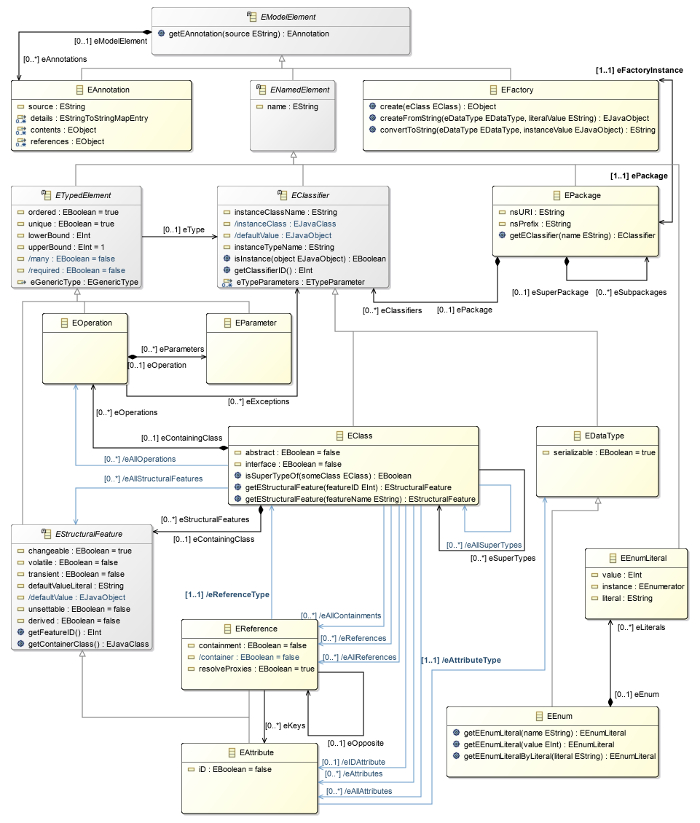 EModelElement
getEAnnotation(source EString) : EAnnotation
[0..1] eModelElement
[0..*] eAnnotations
EAnnotation
source : EString
details : EStringToStringMapEntry
contents : EObject
references : EObject
ENamedElement
name : EString
EFactory
create(eClass EClass) : EObject
createFromString(eDataType EDataType, literalValue EString) : EJavaObject
convertToString(eDataType EDataType, instanceValue EJavaObject) : EString
[1..1] eFactoryInstance
[1..1] ePackage
ETypedElement
ordered : EBoolean = true
unique : EBoolean = true
lowerBound : EInt
upperBound : EInt = 1
/many : EBoolean = false
/required : EBoolean = false
eGenericType : EGenericType
[0..1] eType
EClassifier
instanceClassName : EString
/instanceClass : EJavaClass
/defaultValue : EJavaObject
instanceTypeName : EString
isInstance(object EJavaObject) : EBoolean
getClassifierID() : EInt
eTypeParameters : ETypeParameter
EPackage
nsURI : EString
nsPrefix : EString
getEClassifier(name EString) : EClassifier
[0..1] eSuperPackage
[0..*] eSubpackages
[0..*] eClassifiers
[0..1] ePackage
EOperation
[0..*] eParameters
[0..1] eOperation
EParameter
[0..*] eExceptions
[0..*] eOperations
[0..1] eContainingClass
[0..*] /eAllOperations
[0..*] /eAllStructuralFeatures
EClass
abstract : EBoolean = false
interface : EBoolean = false
isSuperTypeOf(someClass EClass) : EBoolean
getEStructuralFeature(featureID EInt) : EStructuralFeature
getEStructuralFeature(featureName EString) : EStructuralFeature
EDataType
serializable : EBoolean = true
[0..*] eStructuralFeatures
[0..1] eContainingClass
[0..*] /eAllSuperTypes
[0..*] eSuperTypes
EStructuralFeature
changeable : EBoolean = true
volatile : EBoolean = false
transient : EBoolean = false
defaultValueLiteral : EString
/defaultValue : EJavaObject
unsettable : EBoolean = false
derived : EBoolean = false
getFeatureID() : EInt
getContainerClass() : EJavaClass
EEnumLiteral
value : EInt
instance : EEnumerator
literal : EString
[1..1] /eReferenceType
[0..*] /eAllContainments
[0..*] /eReferences
[0..*] /eAllReferences
EReference
containment : EBoolean = false
/container : EBoolean = false
resolveProxies : EBoolean = true
[0..*] eLiterals
[1..1] /eAttributeType
[0..1] eEnum
[0..*] eKeys
[0..1] eOpposite
EEnum
getEEnumLiteral(name EString) : EEnumLiteral
getEEnumLiteral(value EInt) : EEnumLiteral
getEEnumLiteralByLiteral(literal EString) : EEnumLiteral
EAttribute
iD : EBoolean = false
[0..1] /eIDAttribute
[0..*] /eAttributes
[0..*] /eAllAttributes